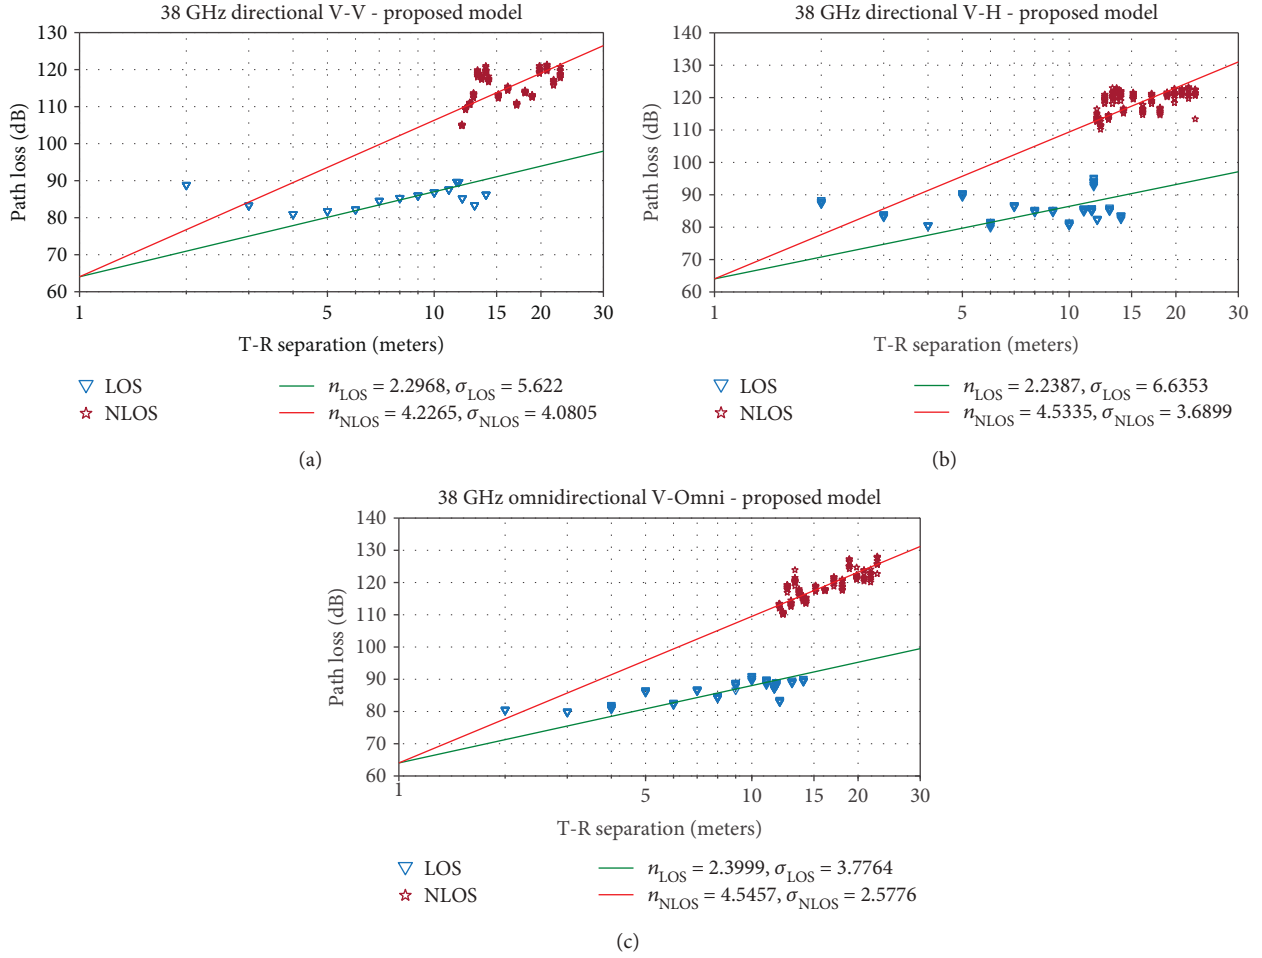 38 GHz directional V-V - proposed model
130
120
110
100
90
80
70
60
Path loss (dB)
1 5 10 20 30
T-R separation (meters)
LOS
NLOS
n_LOS = 2.2968, σ_LOS = 5.622
n_NLOS = 4.2265, σ_NLOS = 4.0805
(a)
38 GHz directional V-H - proposed model
140
130
120
110
100
90
80
70
60
Path loss (dB)
1 5 10 15 20 30
T-R separation (meters)
LOS
NLOS
n_LOS = 2.2387, σ_LOS = 6.6353
n_NLOS = 4.5335, σ_NLOS = 3.6899
(b)
38 GHz omnidirectional V-Omni - proposed model
140
130
120
110
100
90
80
70
60
Path loss (dB)
1 5 10 15 20 30
T-R separation (meters)
LOS
NLOS
n_LOS = 2.3999, σ_LOS = 3.7764
n_NLOS = 4.5457, σ_NLOS = 2.5776
(c)